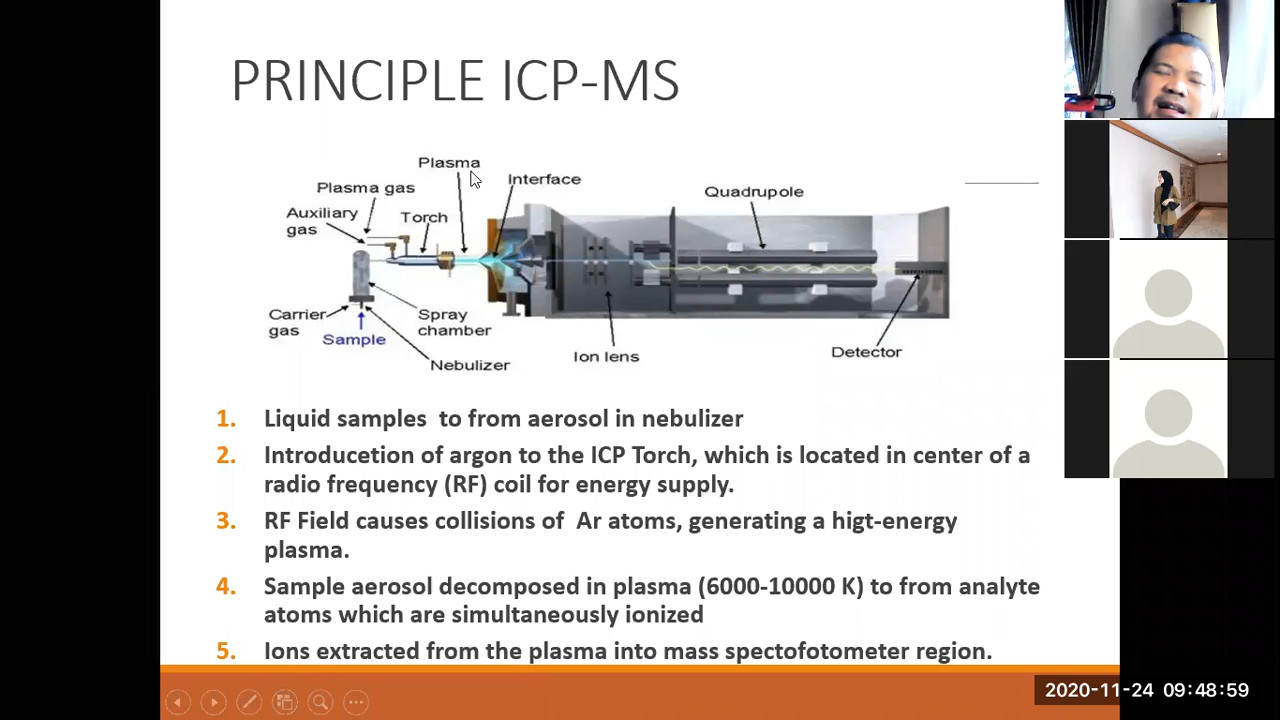 PRINCIPLE ICP-MS
Plasma
Interface
Plasma gas
Quadrupole
Auxiliary
gas
Torch
Carrier
gas
Spray
chamber
Sample
Nebulizer
Ion lens
Detector
1. Liquid samples to from aerosol in nebulizer
2. Introducetion of argon to the ICP Torch, which is located in center of a
radio frequency (RF) coil for energy supply.
3. RF Field causes collisions of Ar atoms, generating a higt-energy
plasma.
4. Sample aerosol decomposed in plasma (6000-10000 K) to from analyte
atoms which are simultaneously ionized
5. Ions extracted from the plasma into mass spectofotometer region.
2020-11-24 09:48:59